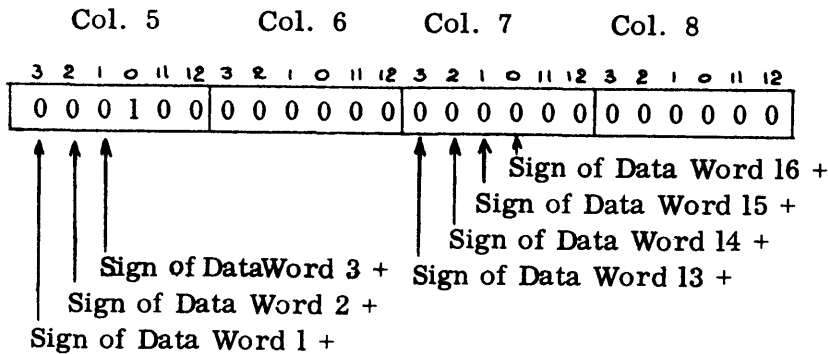 Col. 5 Col. 6 Col. 7 Col. 8
3 2 1 0 11 12 3 2 1 0 11 12 3 2 1 0 11 12 3 2 1 0 11 12
0 0 0 1 0 0 0 0 0 0 0 0 0 0 0 0 0 0 0 0 0 0 0 0
Sign of Data Word 16 +
Sign of Data Word 15 +
Sign of Data Word 14 +
Sign of DataWord 3 + Sign of Data Word 13 +
Sign of Data Word 2 +
Sign of Data Word 1 +